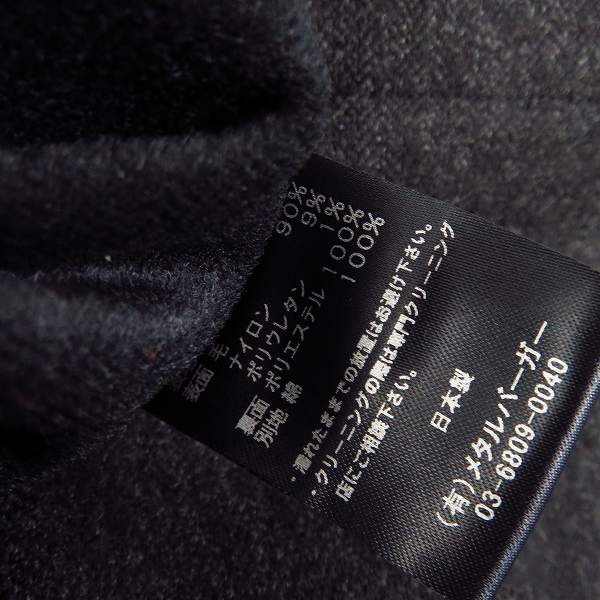 表面 毛 90%
ナイロン 9%
ポリウレタン 1%
裏面 ポリエステル 100%
別地 綿 100%
・濡れたままでの放置はお避け下さい。
・クリーニングの際は専門クリーニング
店にご相談下さい。
日本製
(有)メタルバーガー
03-6809-0040